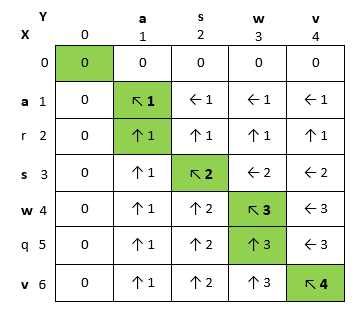 Y a s w v
X 0 1 2 3 4
0 0 0 0 0 0
a 1 0 ↖1 ←1 ←1 ←1
r 2 0 ↑1 ↑1 ↑1 ↑1
s 3 0 ↑1 ↖2 ←2 ←2
w 4 0 ↑1 ↑2 ↖3 ←3
q 5 0 ↑1 ↑2 ↑3 ←3
v 6 0 ↑1 ↑2 ↑3 ↖4